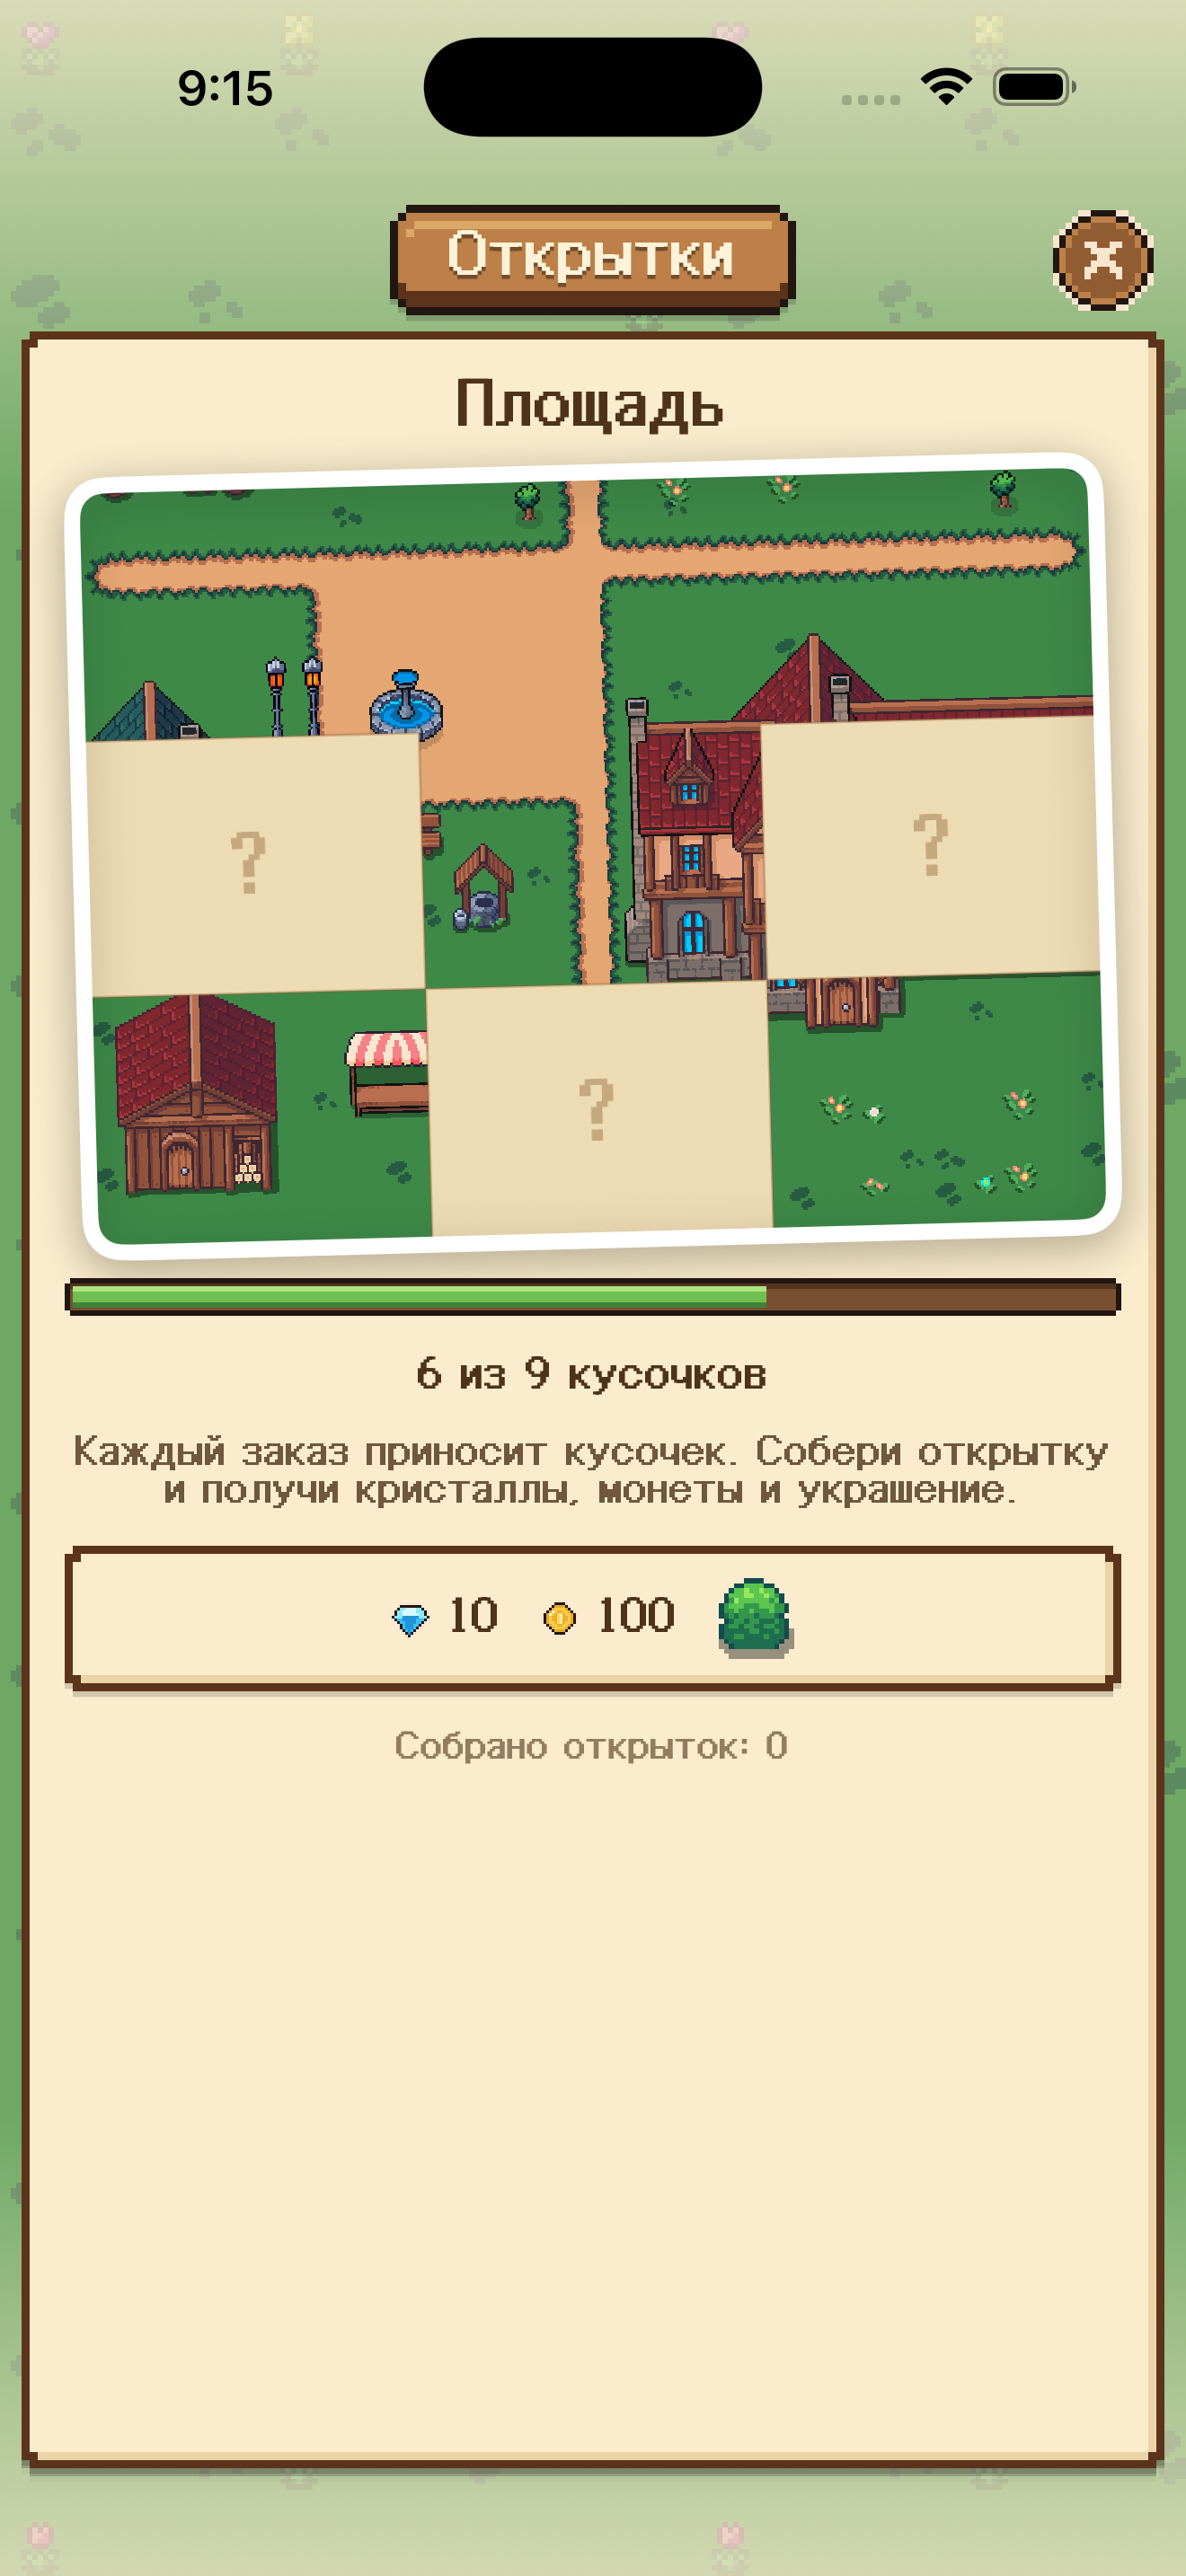 9:15
Открытки
Площадь
?
?
?
6 из 9 кусочков
Каждый заказ приносит кусочек. Собери открытку
и получи кристаллы, монеты и украшение.
10 100
Собрано открыток: 0